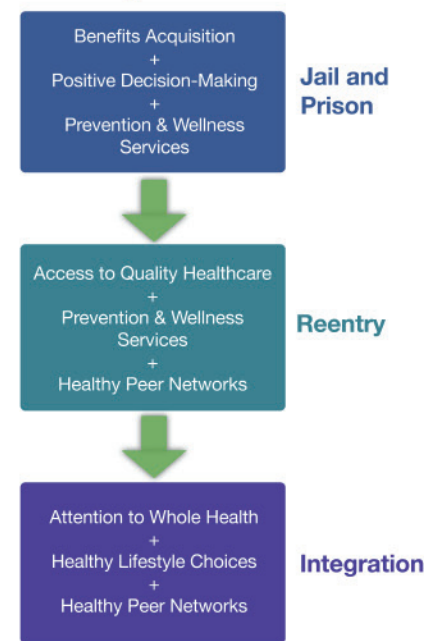 Benefits Acquisition
+
Positive Decision-Making
+
Prevention & Wellness
Services
Jail and
Prison
Access to Quality Healthcare
+
Prevention & Wellness
Services
+
Healthy Peer Networks
Reentry
Attention to Whole Health
+
Healthy Lifestyle Choices
+
Healthy Peer Networks
Integration